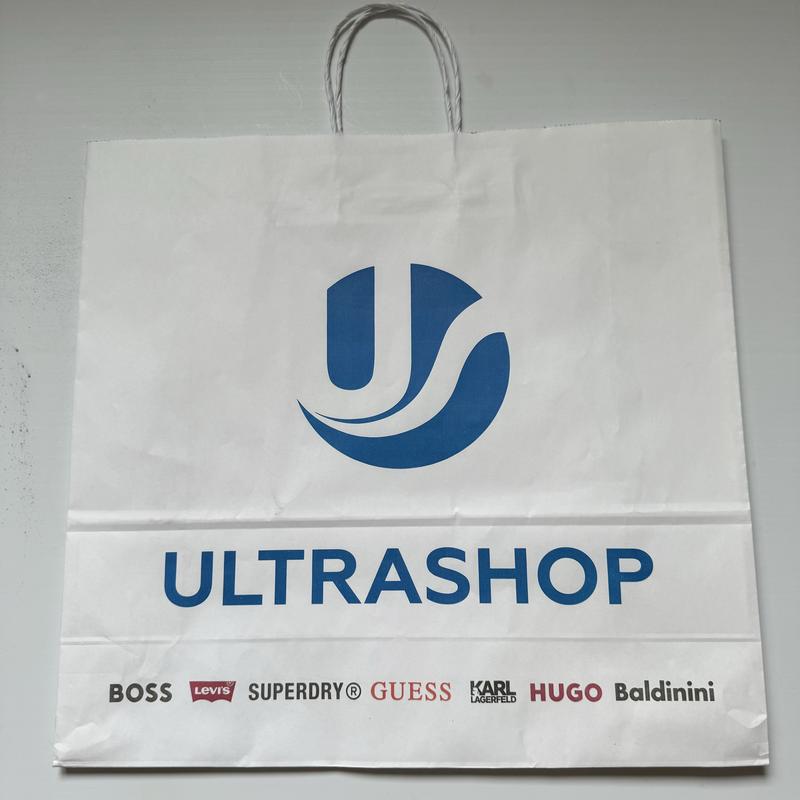 ULTRASHOP
BOSS Levi's® SUPERDRY® GUESS KARL LAGERFELD HUGO Baldinini